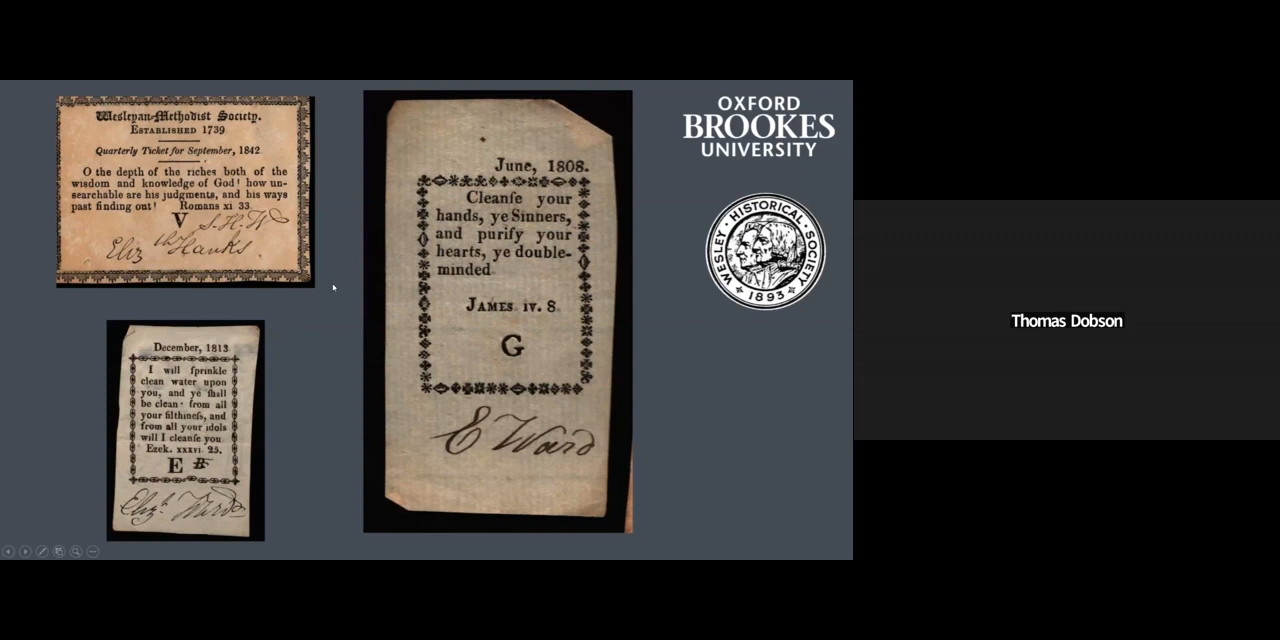 Wesleyan-Methodist Society.
ESTABLISHED 1739
Quarterly Ticket for September, 1842
O the depth of the riches both of the
wisdom and knowledge of God! how un-
searchable are his judgments, and his ways
past finding out! Romans xi 33
V S.H.W
Eliz th Hanks
December, 1813
I will ſprinkle
clean water upon
you, and ye ſhall
be clean· from all
your filthineſs, and
from all your idols
will I cleanſe you
Ezek. xxxvi 25.
E B
Eliz.h Ward
June, 1808.
Cleanſe your
hands, ye Sinners,
and purify your
hearts, ye double-
minded
JAMES iv. 8.
G
E Ward
OXFORD
BROOKES
UNIVERSITY
WESLEY · HISTORICAL · SOCIETY
1893
Thomas Dobson